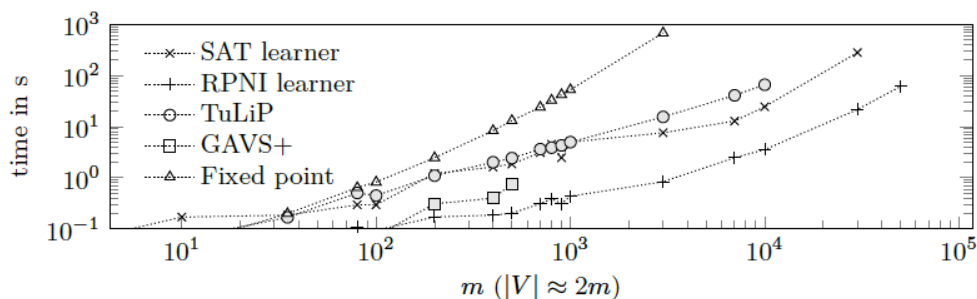 10^3
10^2
10^1
10^0
10^−1
time in s
SAT learner
RPNI learner
TuLiP
GAVS+
Fixed point
10^1
10^2
10^3
10^4
10^5
m (|V| ≈ 2m)